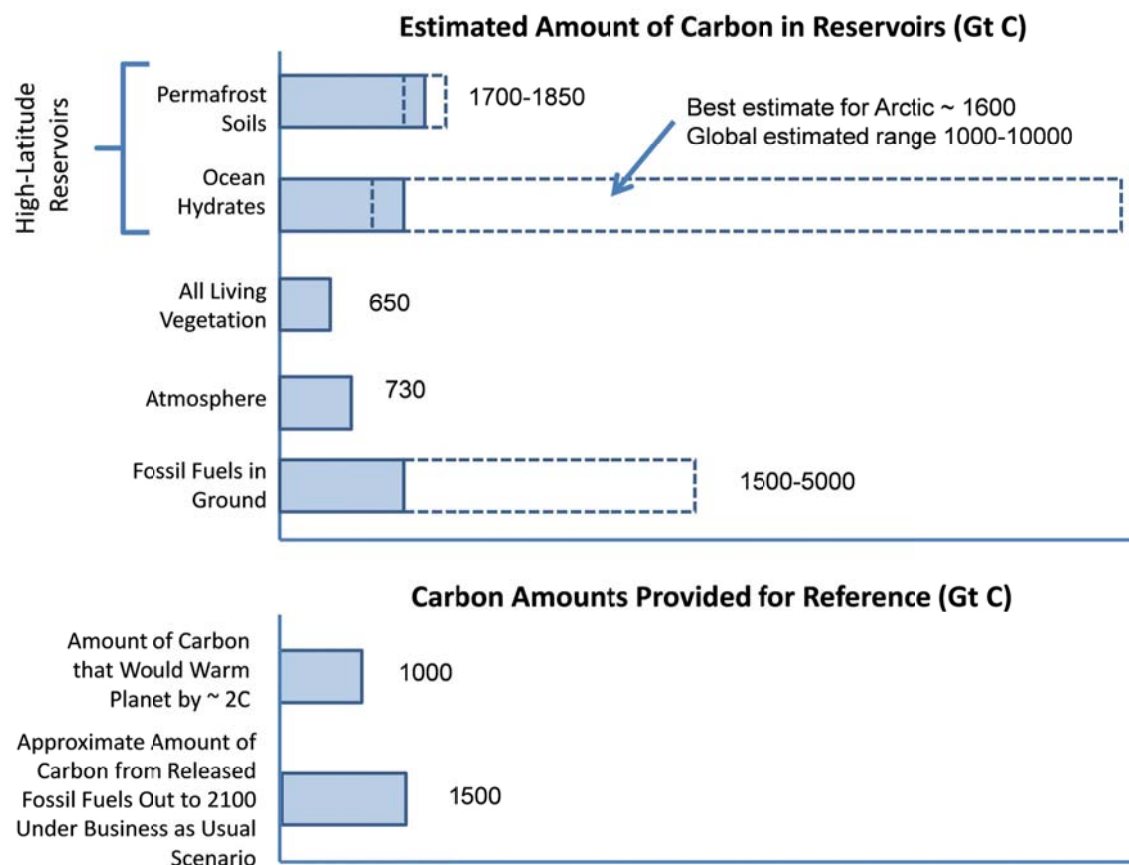 Estimated Amount of Carbon in Reservoirs (Gt C)
High-Latitude
Reservoirs
Permafrost
Soils
1700-1850
Best estimate for Arctic ~ 1600
Global estimated range 1000-10000
Ocean
Hydrates
All Living
Vegetation
650
Atmosphere
730
Fossil Fuels in
Ground
1500-5000
Carbon Amounts Provided for Reference (Gt C)
Amount of Carbon
that Would Warm
Planet by ~ 2C
1000
Approximate Amount of
Carbon from Released
Fossil Fuels Out to 2100
Under Business as Usual
Scenario
1500